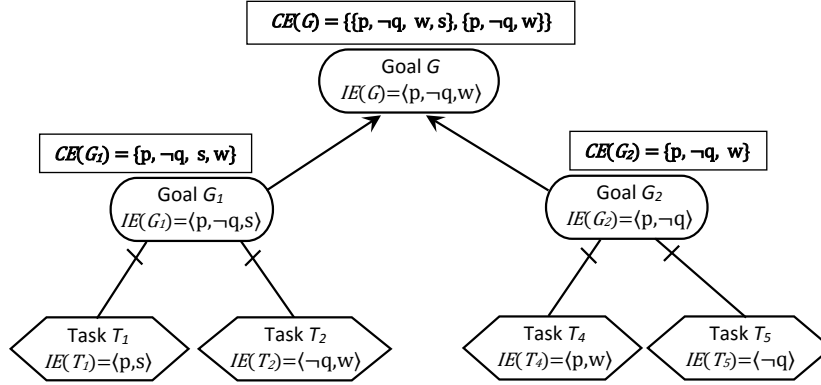 CE(G) = {{p, ¬q, w, s}, {p, ¬q, w}}
Goal G
IE(G)=⟨p,¬q,w⟩
CE(G₁) = {p, ¬q, s, w}
CE(G₂) = {p, ¬q, w}
Goal G₁
IE(G₁)=⟨p,¬q,s⟩
Goal G₂
IE(G₂)=⟨p,¬q⟩
Task T₁
IE(T₁)=⟨p,s⟩
Task T₂
IE(T₂)=⟨¬q,w⟩
Task T₄
IE(T₄)=⟨p,w⟩
Task T₅
IE(T₅)=⟨¬q⟩